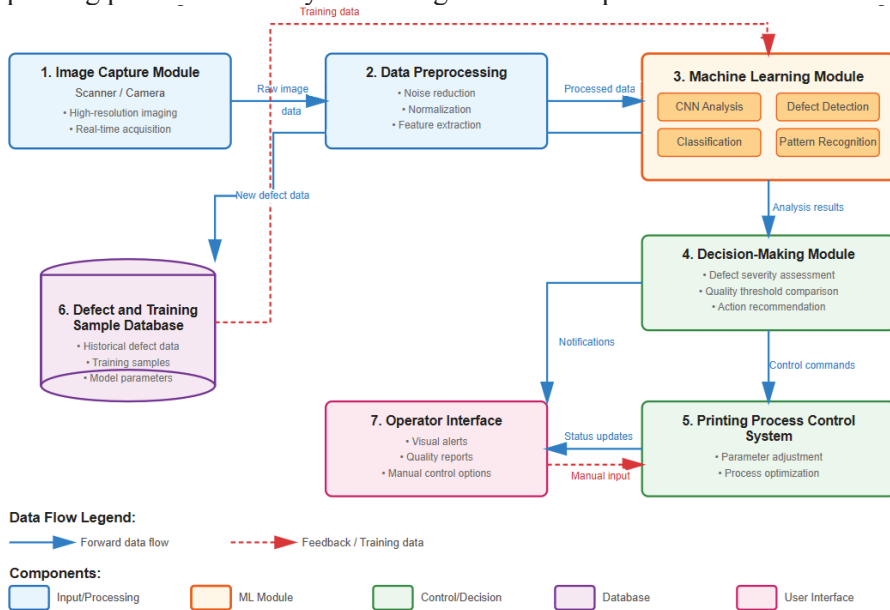 Training data
1. Image Capture Module
Scanner / Camera
• High-resolution imaging
• Real-time acquisition
Raw image
data
2. Data Preprocessing
• Noise reduction
• Normalization
• Feature extraction
Processed data
3. Machine Learning Module
CNN Analysis
Defect Detection
Classification
Pattern Recognition
New defect data
Analysis results
4. Decision-Making Module
• Defect severity assessment
• Quality threshold comparison
• Action recommendation
6. Defect and Training
Sample Database
• Historical defect data
• Training samples
• Model parameters
Notifications
Control commands
7. Operator Interface
• Visual alerts
• Quality reports
• Manual control options
Status updates
Manual input
5. Printing Process Control
System
• Parameter adjustment
• Process optimization
Data Flow Legend:
Forward data flow
Feedback / Training data
Components:
Input/Processing
ML Module
Control/Decision
Database
User Interface